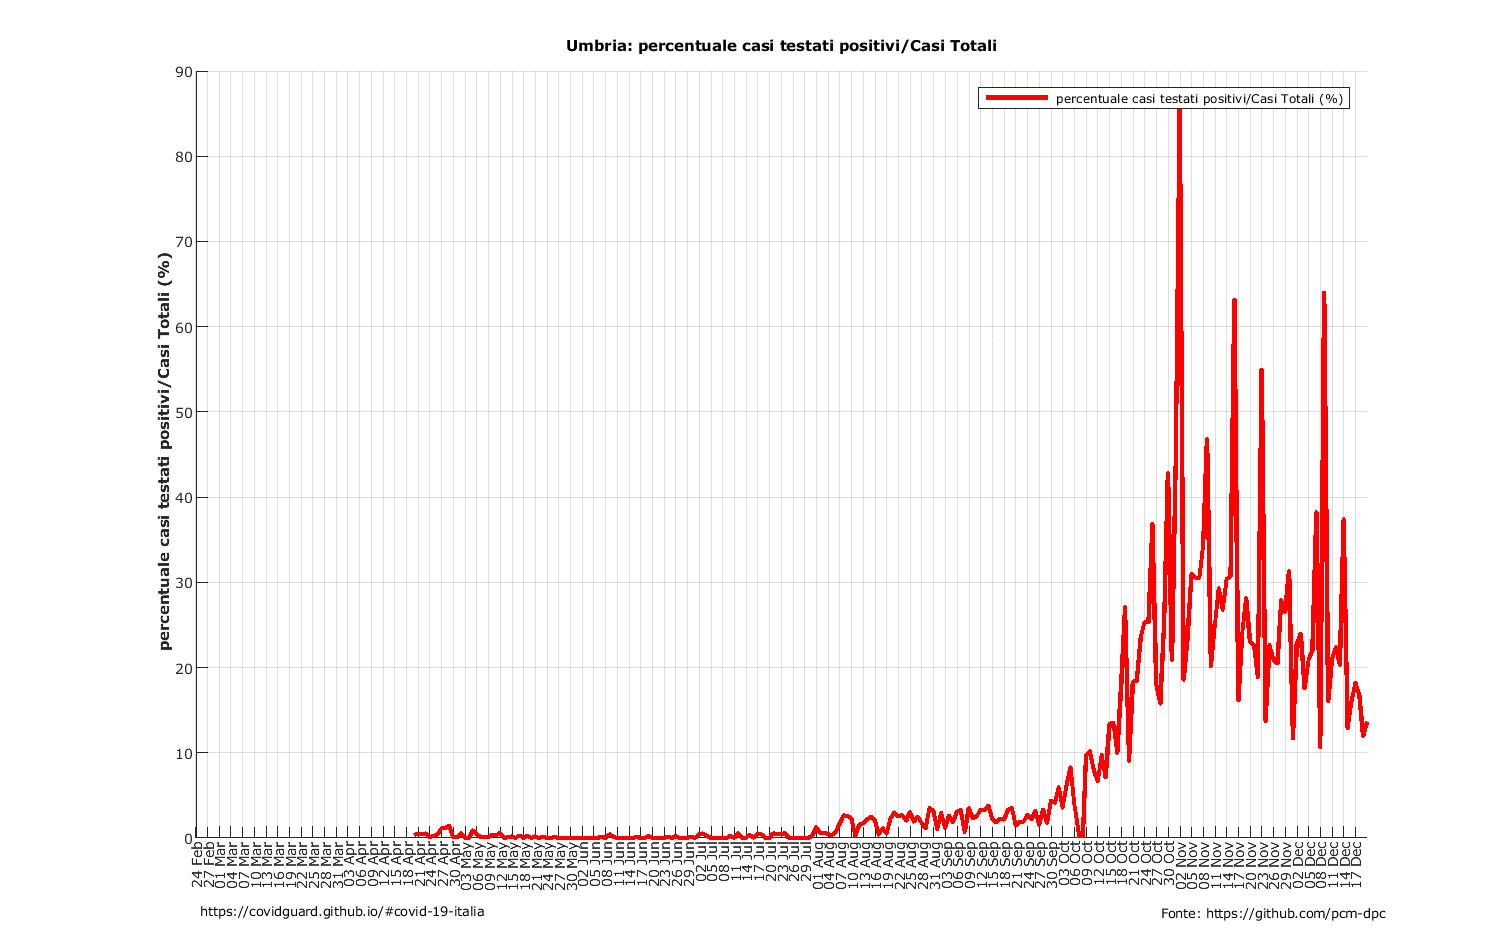 Umbria: percentuale casi testati positivi/Casi Totali
percentuale casi testati positivi/Casi Totali (%)
percentuale casi testati positivi/Casi Totali (%)
90
80
70
60
50
40
30
20
10
0
24 Feb
27 Feb
01 Mar
04 Mar
07 Mar
10 Mar
13 Mar
16 Mar
19 Mar
22 Mar
25 Mar
28 Mar
31 Mar
03 Apr
06 Apr
09 Apr
12 Apr
15 Apr
18 Apr
21 Apr
24 Apr
27 Apr
30 Apr
03 May
06 May
09 May
12 May
15 May
18 May
21 May
24 May
27 May
30 May
02 Jun
05 Jun
08 Jun
11 Jun
14 Jun
17 Jun
20 Jun
23 Jun
26 Jun
29 Jun
02 Jul
05 Jul
08 Jul
11 Jul
14 Jul
17 Jul
20 Jul
23 Jul
26 Jul
29 Jul
01 Aug
04 Aug
07 Aug
10 Aug
13 Aug
16 Aug
19 Aug
22 Aug
25 Aug
28 Aug
31 Aug
03 Sep
06 Sep
09 Sep
12 Sep
15 Sep
18 Sep
21 Sep
24 Sep
27 Sep
30 Sep
03 Oct
06 Oct
09 Oct
12 Oct
15 Oct
18 Oct
21 Oct
24 Oct
27 Oct
30 Oct
02 Nov
05 Nov
08 Nov
11 Nov
14 Nov
17 Nov
20 Nov
23 Nov
26 Nov
29 Nov
02 Dec
05 Dec
08 Dec
11 Dec
14 Dec
17 Dec
https://covidguard.github.io/#covid-19-italia
Fonte: https://github.com/pcm-dpc